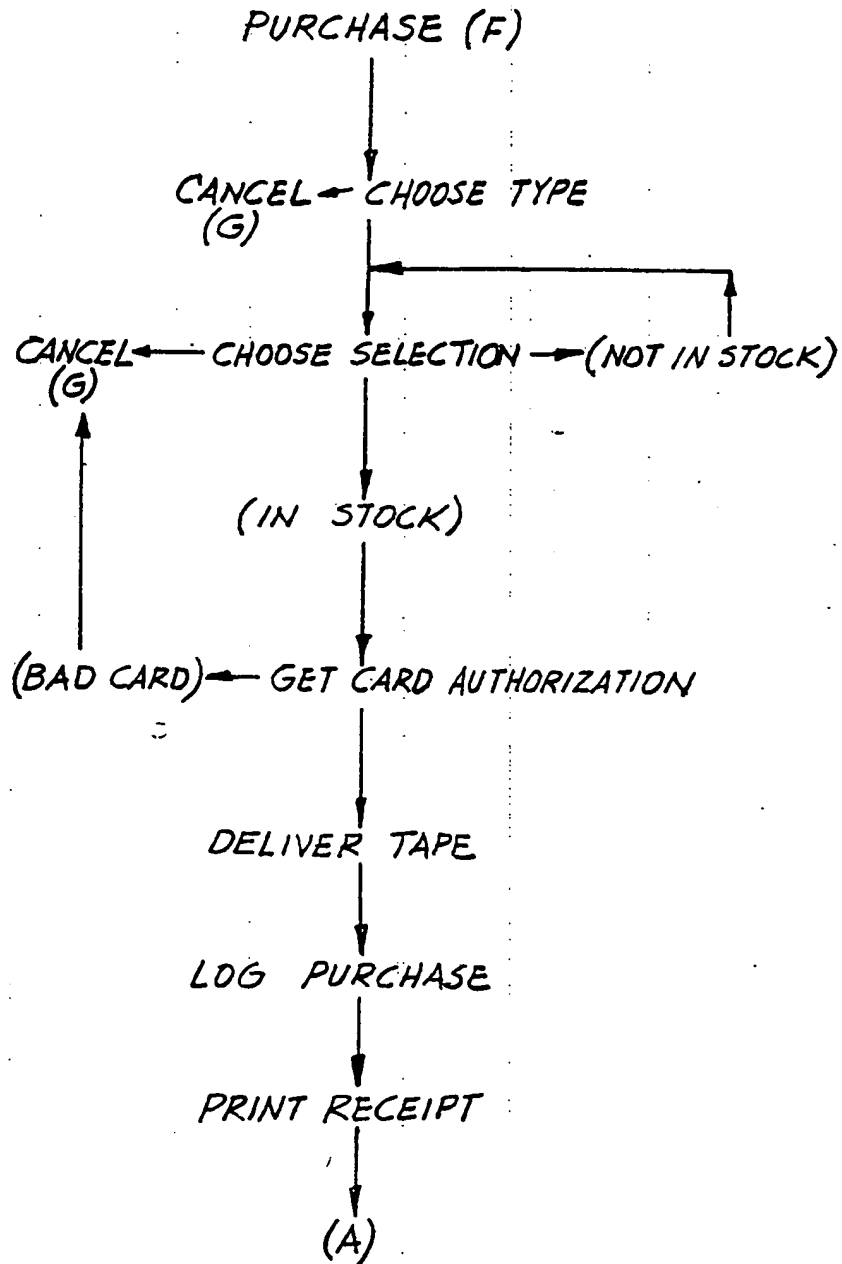 PURCHASE (F)
CANCEL CHOOSE TYPE
(G)
CANCEL CHOOSE SELECTION (NOT IN STOCK)
(G)
(IN STOCK)
(BAD CARD) GET CARD AUTHORIZATION
DELIVER TAPE
LOG PURCHASE
PRINT RECEIPT
(A)